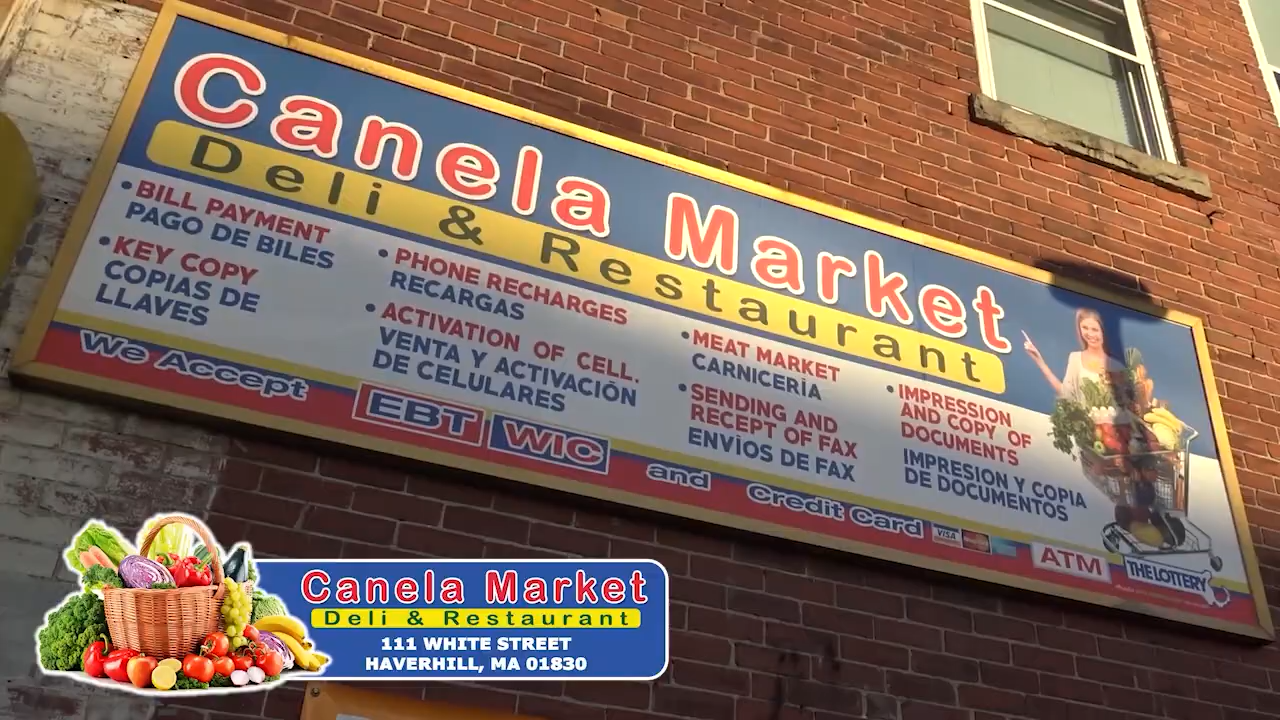 Canela Market
Deli & Restaurant
• BILL PAYMENT
PAGO DE BILES
• KEY COPY
COPIAS DE
LLAVES
• PHONE RECHARGES
RECARGAS
• ACTIVATION OF CELL.
VENTA Y ACTIVACIÓN
DE CELULARES
• MEAT MARKET
CARNICERÍA
• SENDING AND
RECEPT OF FAX
ENVÍOS DE FAX
• IMPRESSION
AND COPY OF
DOCUMENTS
IMPRESION Y COPIA
DE DOCUMENTOS
We Accept EBT WIC and Credit Card VISA ATM THE LOTTERY
Canela Market
Deli & Restaurant
111 WHITE STREET
HAVERHILL, MA 01830